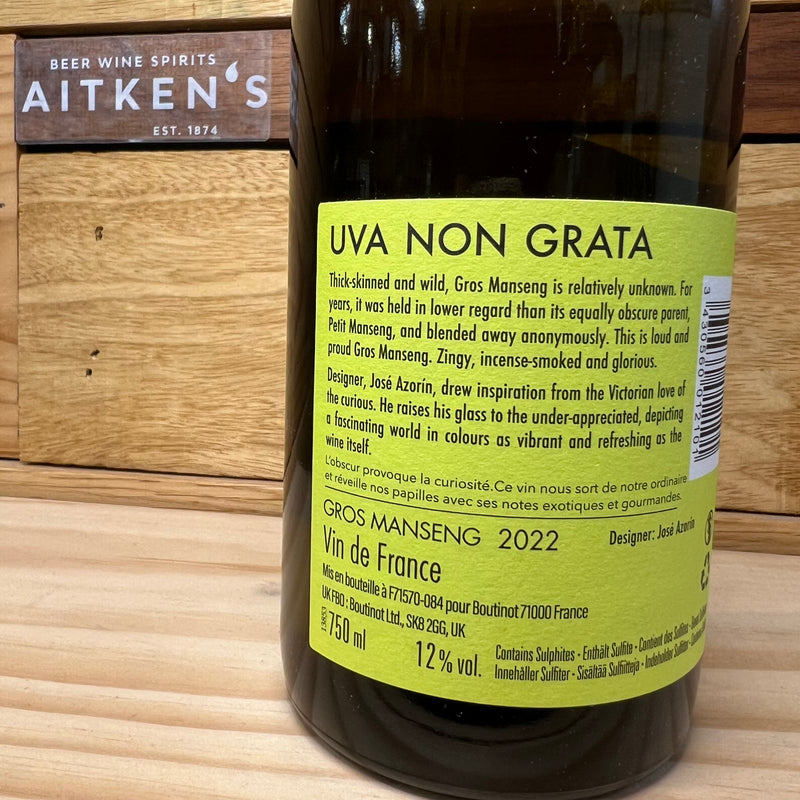 BEER WINE SPIRITS
AITKEN'S
EST. 1874
UVA NON GRATA
Thick-skinned and wild, Gros Manseng is relatively unknown. For
years, it was held in lower regard than its equally obscure parent,
Petit Manseng, and blended away anonymously. This is loud and
proud Gros Manseng. Zingy, incense-smoked and glorious.
Designer, José Azorín, drew inspiration from the Victorian love of
the curious. He raises his glass to the under-appreciated, depicting
a fascinating world in colours as vibrant and refreshing as the
wine itself.
L'obscur provoque la curiosité.Ce vin nous sort de notre ordinaire
et réveille nos papilles avec ses notes exotiques et gourmandes.
GROS MANSENG 2022
Designer: José Azorín
Vin de France
Mis en bouteille à F71570-084 pour Boutinot 71000 France
UK FBO : Boutinot Ltd., SK8 2GG, UK
750 ml
12% vol.
Contains Sulphites - Enthält Sulfite - Contient des Sulfites
Innehåller Sulfiter - Sisältää Sulfiitteja - Indeholder Sulfitter
3 430560 012101